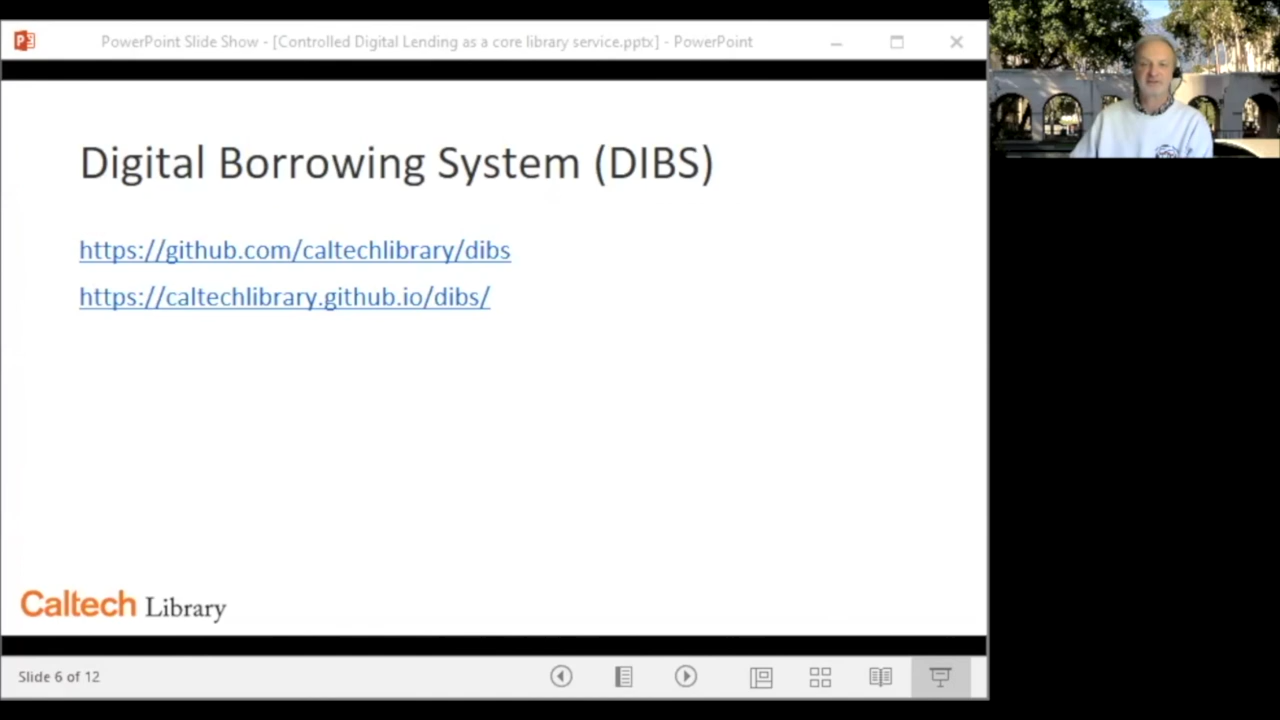 PowerPoint Slide Show - [Controlled Digital Lending as a core library service.pptx] - PowerPoint
Digital Borrowing System (DIBS)
https://github.com/caltechlibrary/dibs
https://caltechlibrary.github.io/dibs/
Caltech Library
Slide 6 of 12